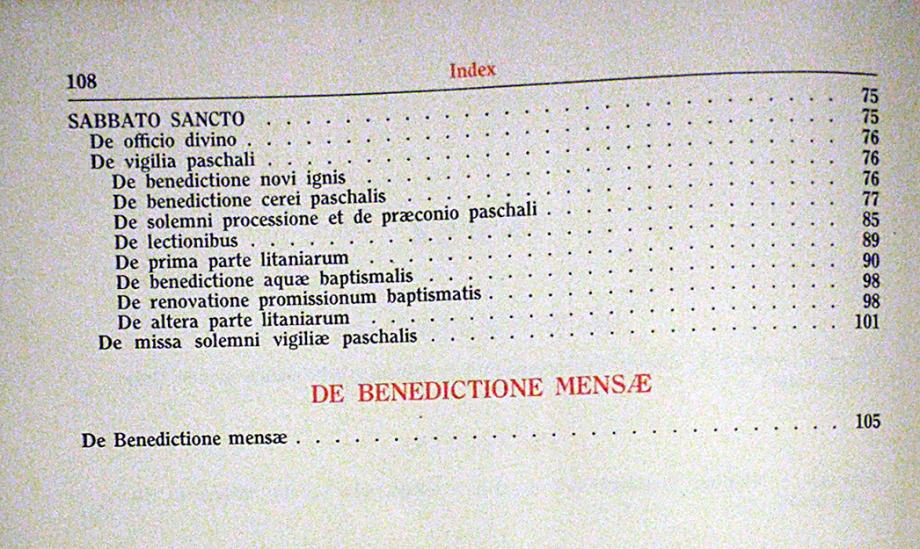 108 Index
SABBATO SANCTO . . . . . . . . . . . . . . . . . . . . . . 75
De officio divino . . . . . . . . . . . . . . . . . . . . . . 75
De vigilia paschali . . . . . . . . . . . . . . . . . . . . . . 76
De benedictione novi ignis . . . . . . . . . . . . . . . . . . 76
De benedictione cerei paschalis . . . . . . . . . . . . . . . . 76
De solemni processione et de præconio paschali . . . . . . . . . . . 77
De lectionibus . . . . . . . . . . . . . . . . . . . . . . 85
De prima parte litaniarum . . . . . . . . . . . . . . . . . . 89
De benedictione aquæ baptismalis . . . . . . . . . . . . . . . 90
De renovatione promissionum baptismatis . . . . . . . . . . . . . 98
De altera parte litaniarum . . . . . . . . . . . . . . . . . . 98
De missa solemni vigiliæ paschalis . . . . . . . . . . . . . . . 101
DE BENEDICTIONE MENSÆ
De Benedictione mensæ . . . . . . . . . . . . . . . . . . . . 105